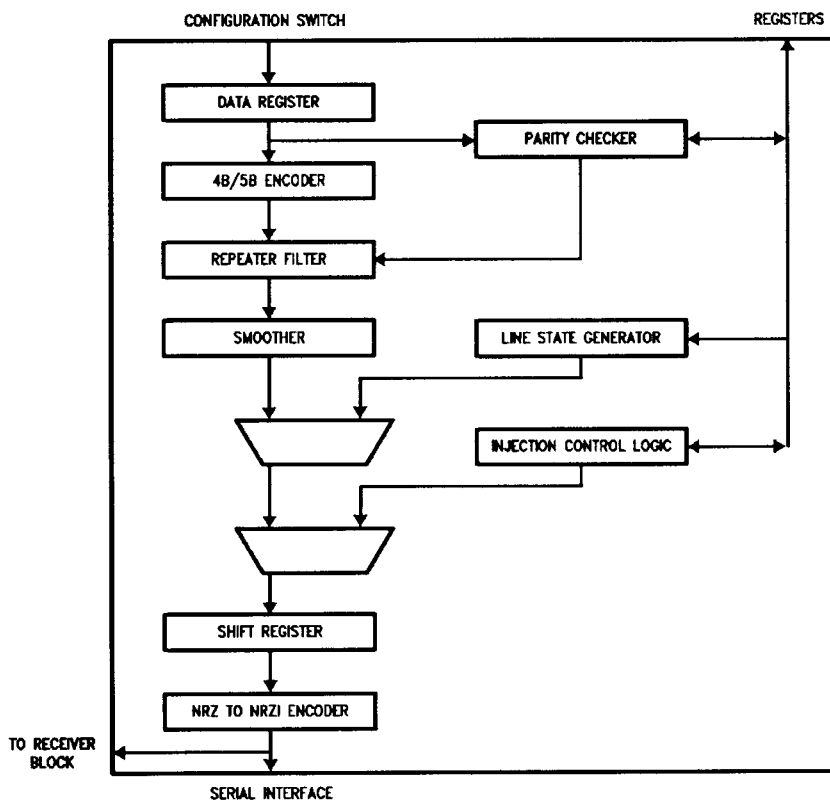 CONFIGURATION SWITCH
REGISTERS
DATA REGISTER
PARITY CHECKER
4B/5B ENCODER
REPEATER FILTER
SMOOTHER
LINE STATE GENERATOR
INJECTION CONTROL LOGIC
SHIFT REGISTER
NRZ TO NRZI ENCODER
TO RECEIVER
BLOCK
SERIAL INTERFACE